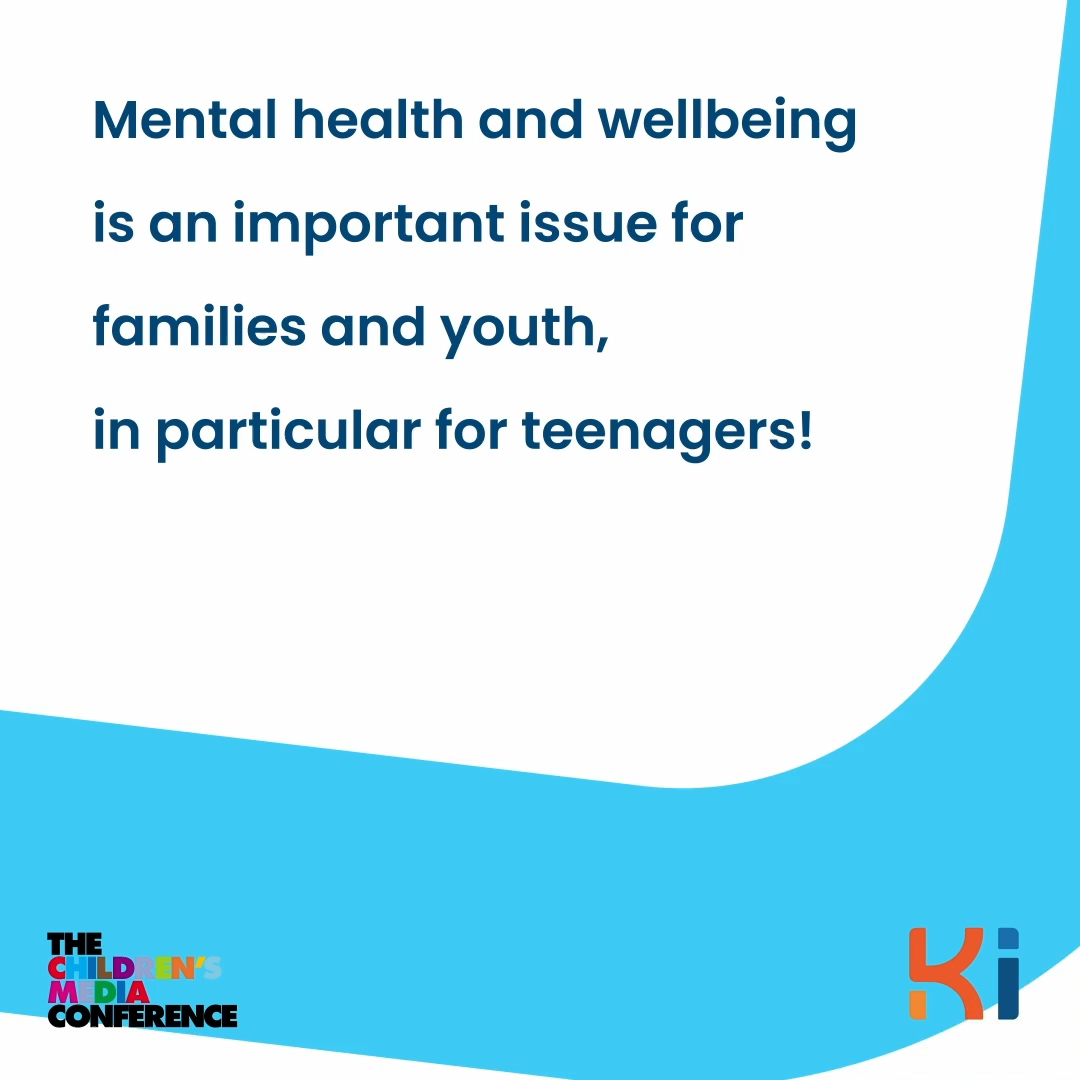 Mental health and wellbeing
is an important issue for
families and youth,
in particular for teenagers!
THE
CHILDREN'S
MEDIA
CONFERENCE
Ki